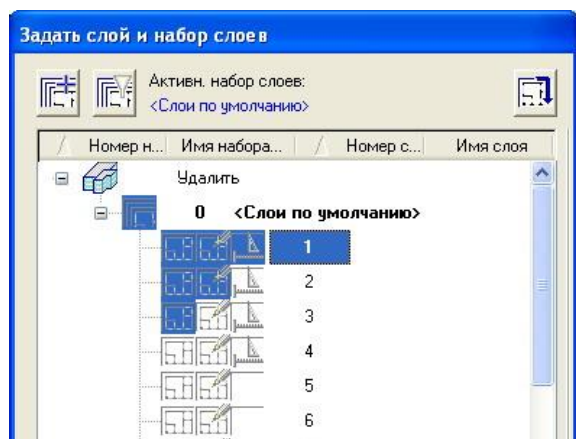 Задать слой и набор слоев
Активн. набор слоев:
<Слои по умолчанию>
Номер н... Имя набора... Номер с... Имя слоя
Удалить
0 <Слои по умолчанию>
1
2
3
4
5
6